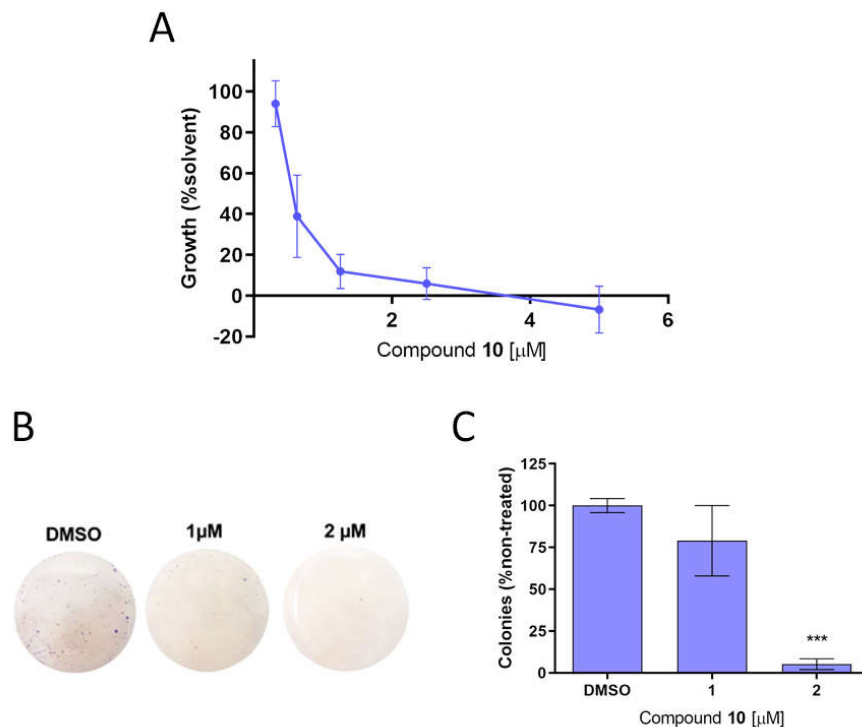 A
Growth (%solvent)
100
80
60
40
20
0
-20
2
4
6
Compound 10 [μM]
B
DMSO
1μM
2 μM
C
Colonies (%non-treated)
125
100
75
50
25
0
***
DMSO
1
2
Compound 10 [μM]